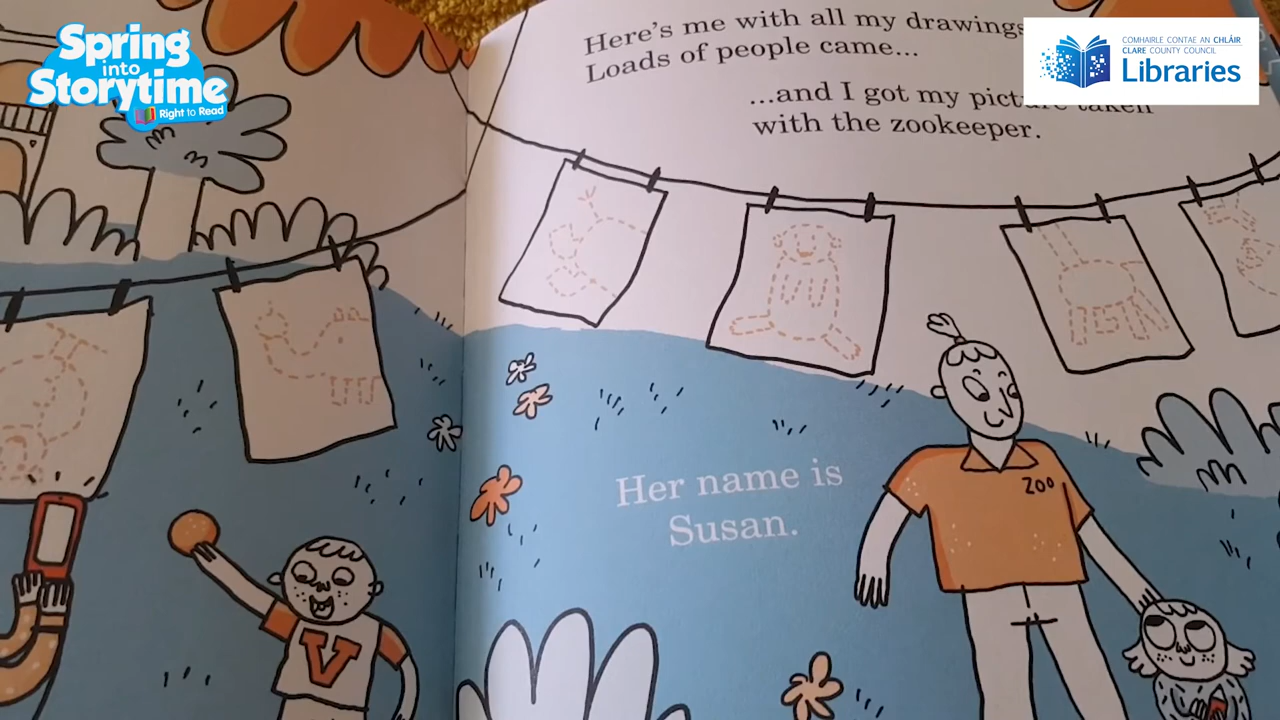 Spring
into
Storytime
Right to Read
Here's me with all my drawings
Loads of people came...
...and I got my picture taken
with the zookeeper.
COMHAIRLE CONTAE AN CHLÁIR
CLARE COUNTY COUNCIL
Libraries
Her name is
Susan.
ZOO
V